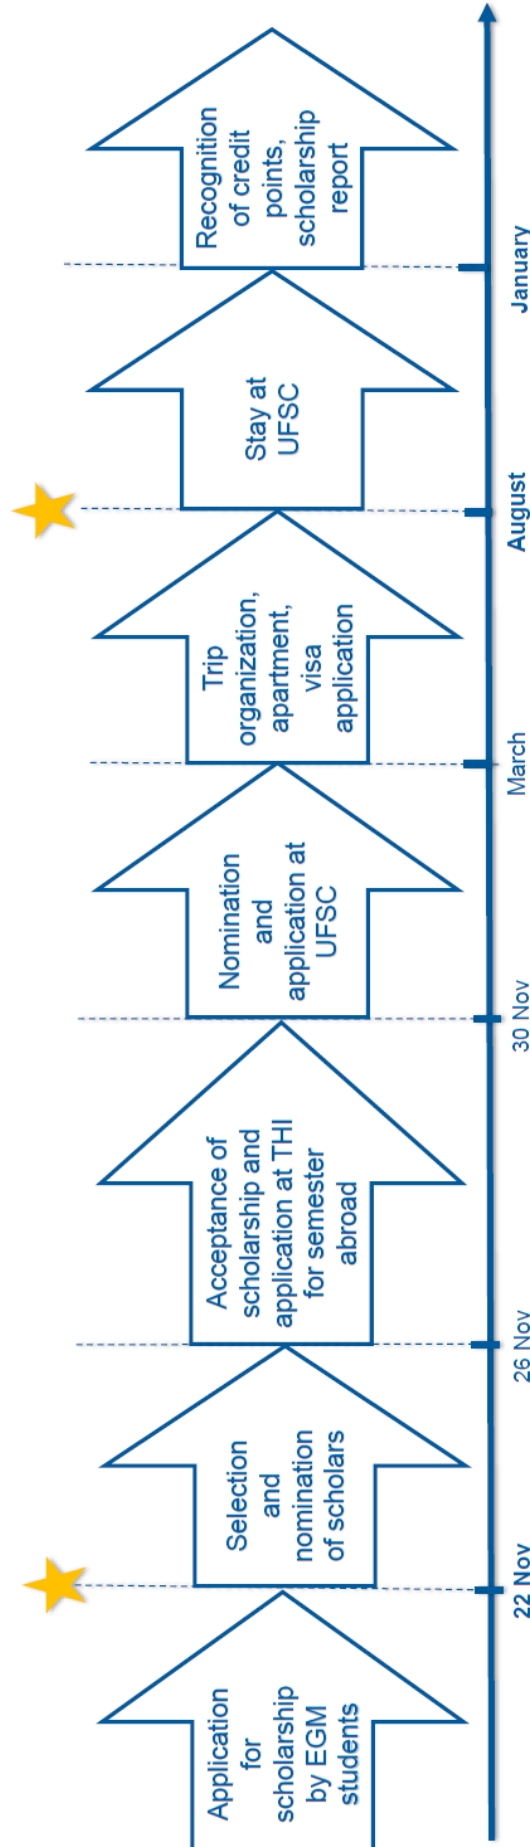 Application
for
scholarship
by EGM
students
Selection
and
nomination
of scholars
Acceptance of
scholarship and
application at THI
for semester
abroad
Nomination
and
application at
UFSC
Trip
organization,
apartment,
visa
application
Stay at
UFSC
Recognition
of credit
points,
scholarship
report
22 Nov
26 Nov
30 Nov
March
August
January